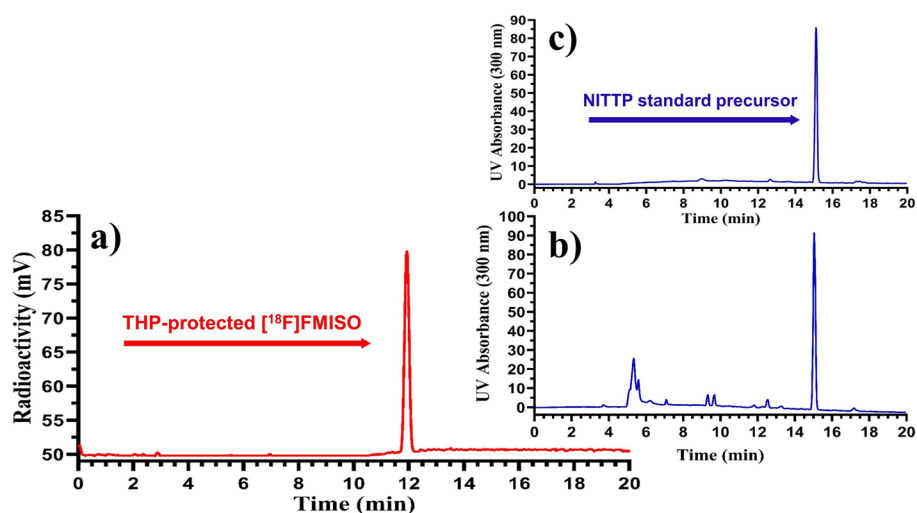 c)
UV Absorbance (300 nm)
90
80
70
60
50
40
30
20
10
0
NITTP standard precursor
0 2 4 6 8 10 12 14 16 18 20
Time (min)
a)
Radioactivity (mV)
85
80
75
70
65
60
55
50
THP-protected [¹⁸F]FMISO
0 2 4 6 8 10 12 14 16 18 20
Time (min)
b)
UV Absorbance (300 nm)
100
90
80
70
60
50
40
30
20
10
0
0 2 4 6 8 10 12 14 16 18 20
Time (min)